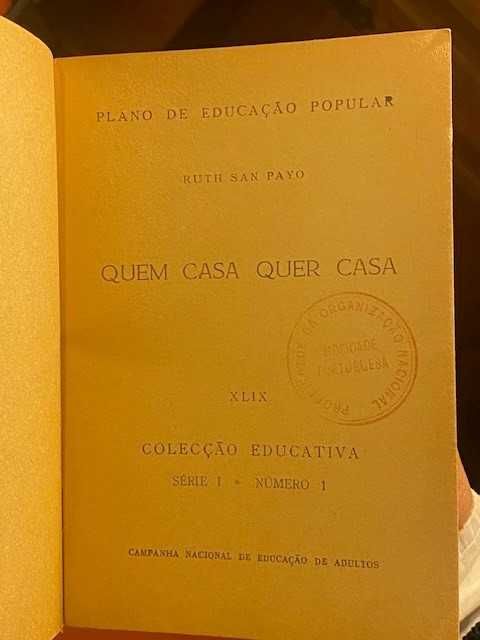 PLANO DE EDUCAÇÃO POPULAR
RUTH SAN PAYO
QUEM CASA QUER CASA
PROPRIEDADE DA ORGANIZAÇÃO NACIONAL
MOCIDADE
PORTUGUESA
XLIX
COLECÇÃO EDUCATIVA
SÉRIE I * NÚMERO 1
CAMPANHA NACIONAL DE EDUCAÇÃO DE ADULTOS